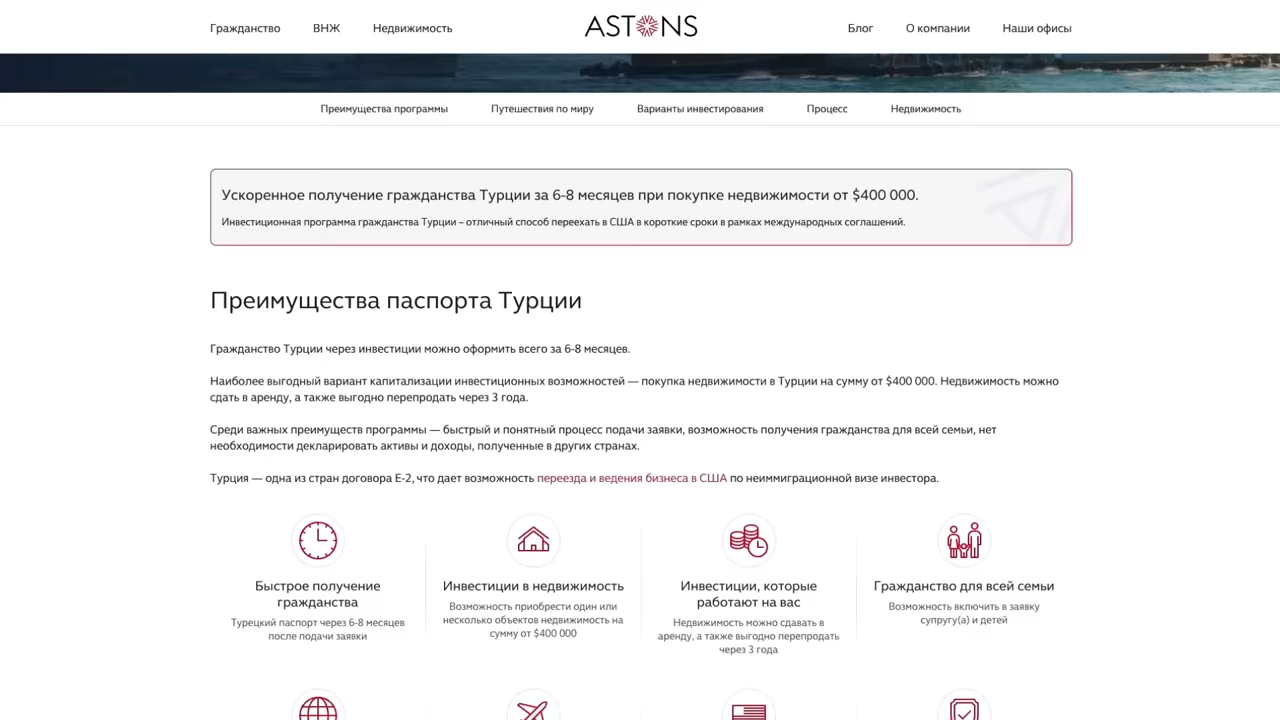 Гражданство ВНЖ Недвижимость ASTONS Блог О компании Наши офисы
Преимущества программы Путешествия по миру Варианты инвестирования Процесс Недвижимость
Ускоренное получение гражданства Турции за 6-8 месяцев при покупке недвижимости от $400 000.
Инвестиционная программа гражданства Турции – отличный способ переехать в США в короткие сроки в рамках международных соглашений.
Преимущества паспорта Турции
Гражданство Турции через инвестиции можно оформить всего за 6-8 месяцев.
Наиболее выгодный вариант капитализации инвестиционных возможностей — покупка недвижимости в Турции на сумму от $400 000. Недвижимость можно
сдать в аренду, а также выгодно перепродать через 3 года.
Среди важных преимуществ программы — быстрый и понятный процесс подачи заявки, возможность получения гражданства для всей семьи, нет
необходимости декларировать активы и доходы, полученные в других странах.
Турция — одна из стран договора E-2, что дает возможность переезда и ведения бизнеса в США по неиммиграционной визе инвестора.
Быстрое получение
гражданства
Турецкий паспорт через 6-8 месяцев
после подачи заявки
Инвестиции в недвижимость
Возможность приобрести один или
несколько объектов недвижимость на
сумму от $400 000
Инвестиции, которые
работают на вас
Недвижимость можно сдавать в
аренду, а также выгодно перепродать
через 3 года
Гражданство для всей семьи
Возможность включить в заявку
супругу(а) и детей